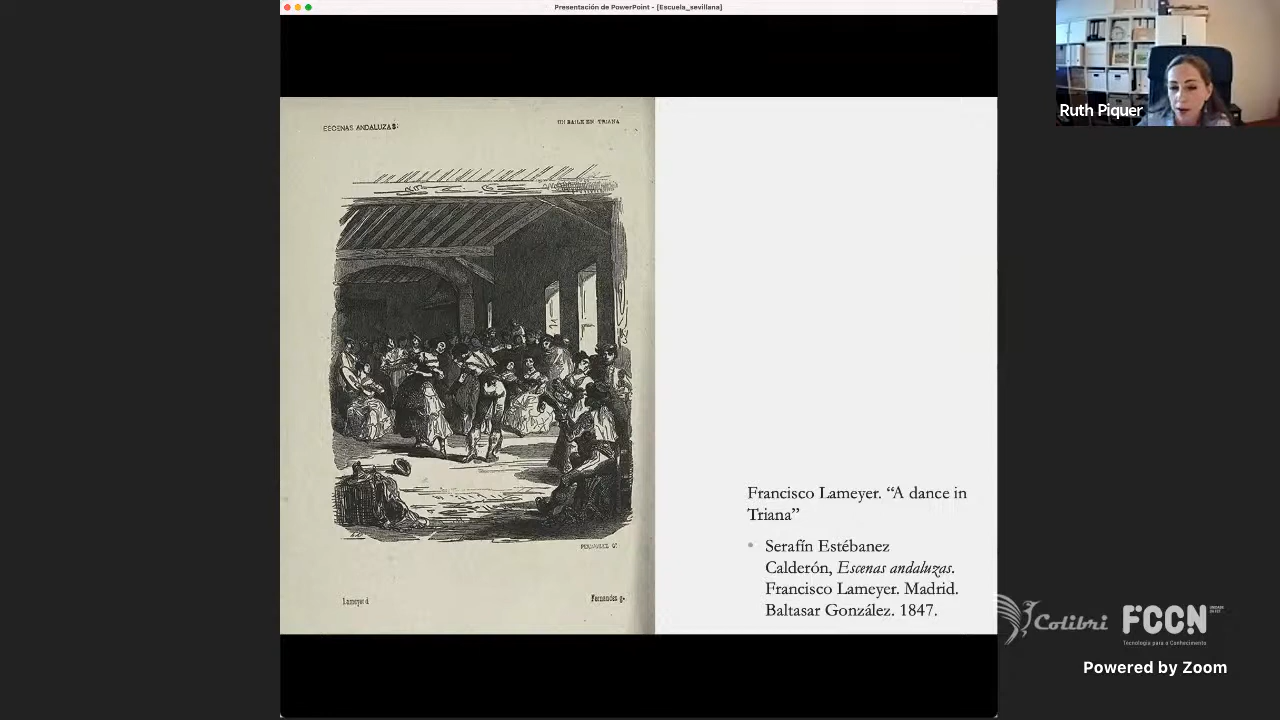 Presentación de PowerPoint - [Escuela_sevillana]
Ruth Piquer
ESCENAS ANDALUZAS:
UN BAILE EN TRIANA
Francisco Lameyer. “A dance in
Triana”
• Serafín Estébanez
Calderón, Escenas andaluzas.
Francisco Lameyer. Madrid.
Baltasar González. 1847.
Lameyer d
Fernandez g.
Colibri FCCN
Tecnologia para o Conhecimento
Powered by Zoom